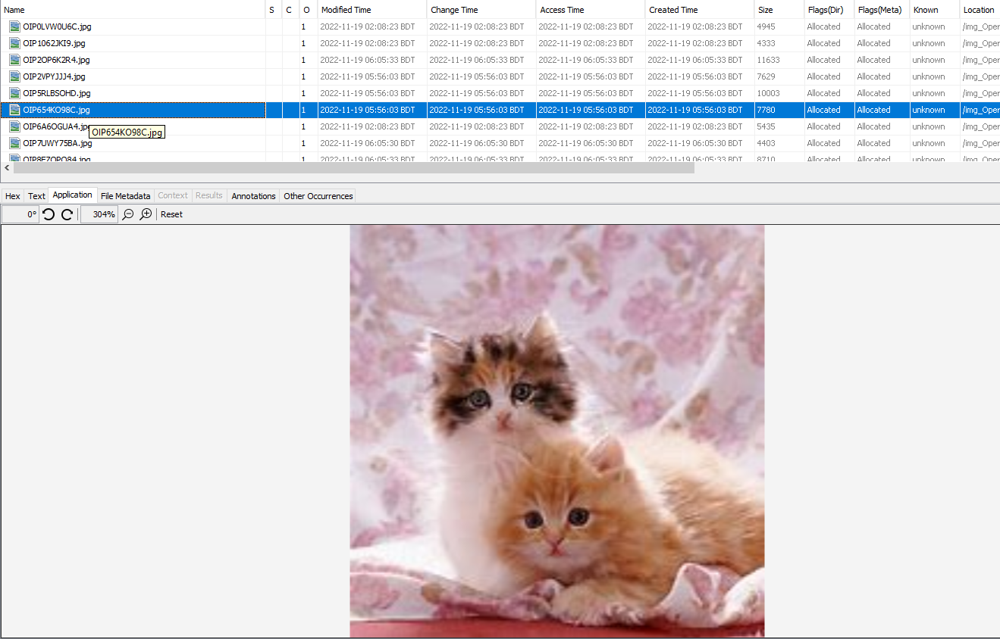 Name S C O Modified Time Change Time Access Time Created Time Size Flags(Dir) Flags(Meta) Known Location
OIP0LVW0U6C.jpg 1 2022-11-19 02:08:23 BDT 2022-11-19 02:08:23 BDT 2022-11-19 02:08:23 BDT 2022-11-19 02:08:23 BDT 4945 Allocated Allocated unknown /img_Oper
OIP1062JKI9.jpg 1 2022-11-19 02:08:23 BDT 2022-11-19 02:08:23 BDT 2022-11-19 02:08:23 BDT 2022-11-19 02:08:23 BDT 4333 Allocated Allocated unknown /img_Oper
OIP2OP6K2R4.jpg 1 2022-11-19 06:05:33 BDT 2022-11-19 06:05:33 BDT 2022-11-19 06:05:33 BDT 2022-11-19 06:05:33 BDT 11633 Allocated Allocated unknown /img_Oper
OIP2VPYJJJ4.jpg 1 2022-11-19 05:56:03 BDT 2022-11-19 05:56:03 BDT 2022-11-19 05:56:03 BDT 2022-11-19 05:56:03 BDT 7629 Allocated Allocated unknown /img_Oper
OIP5RLBSOHD.jpg 1 2022-11-19 05:56:03 BDT 2022-11-19 05:56:03 BDT 2022-11-19 05:56:03 BDT 2022-11-19 05:56:03 BDT 10003 Allocated Allocated unknown /img_Oper
OIP654KO98C.jpg 1 2022-11-19 05:56:03 BDT 2022-11-19 05:56:03 BDT 2022-11-19 05:56:03 BDT 2022-11-19 05:56:03 BDT 7780 Allocated Allocated unknown /img_Oper
OIP6A6OGUA4.jpg 1 2022-11-19 02:08:23 BDT 2022-11-19 02:08:23 BDT 2022-11-19 02:08:23 BDT 2022-11-19 02:08:23 BDT 5435 Allocated Allocated unknown /img_Oper
OIP654KO98C.jpg
OIP7UWY75BA.jpg 1 2022-11-19 06:05:30 BDT 2022-11-19 06:05:30 BDT 2022-11-19 06:05:30 BDT 2022-11-19 06:05:30 BDT 4403 Allocated Allocated unknown /img_Oper
1 2022-11-19 06:05:33 BDT 2022-11-19 06:05:33 BDT 2022-11-19 06:05:33 BDT 2022-11-19 06:05:33 BDT 8710 Allocated Allocated unknown /img_Oper
Hex Text Application File Metadata Context Results Annotations Other Occurrences
0° 304% Reset